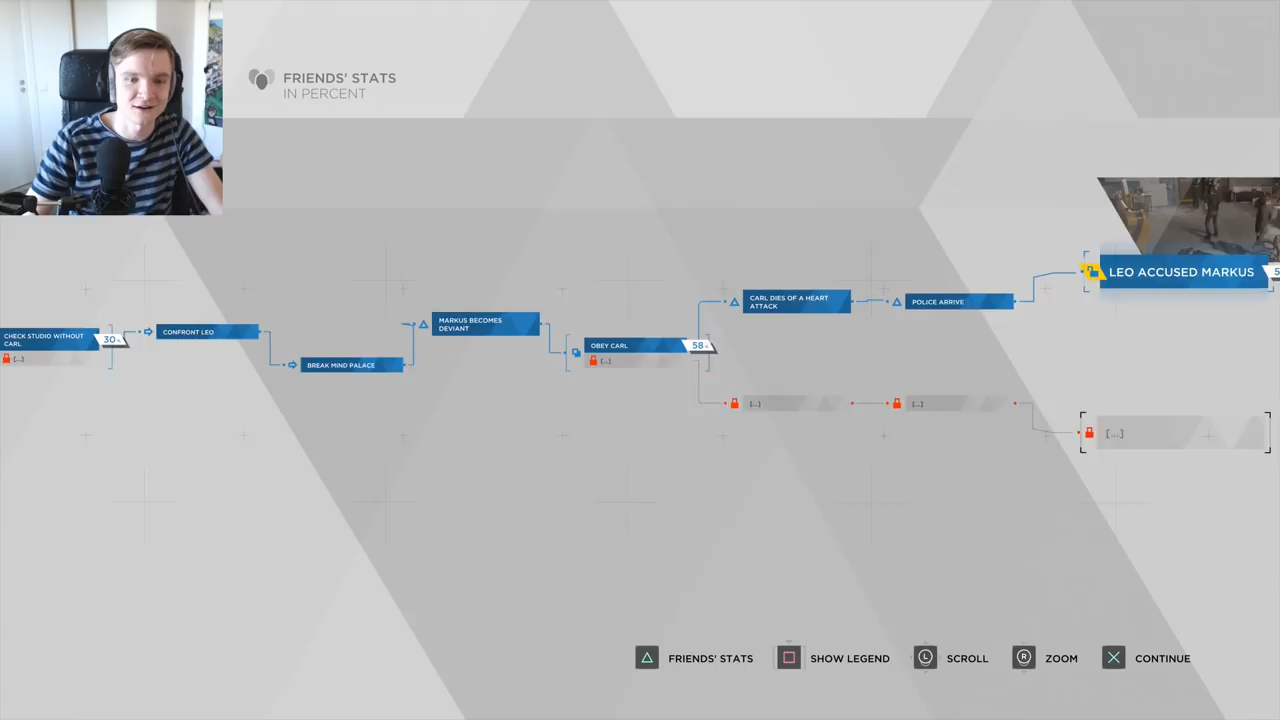 FRIENDS' STATS
IN PERCENT
LEO ACCUSED MARKUS
CARL DIES OF A HEART
ATTACK
POLICE ARRIVE
MARKUS BECOMES
DEVIANT
CHECK STUDIO WITHOUT
CARL
30%
[...]
CONFRONT LEO
BREAK MIND PALACE
OBEY CARL
58%
[...]
[...]
[...]
[...]
FRIENDS' STATS
SHOW LEGEND
L
SCROLL
R
ZOOM
CONTINUE